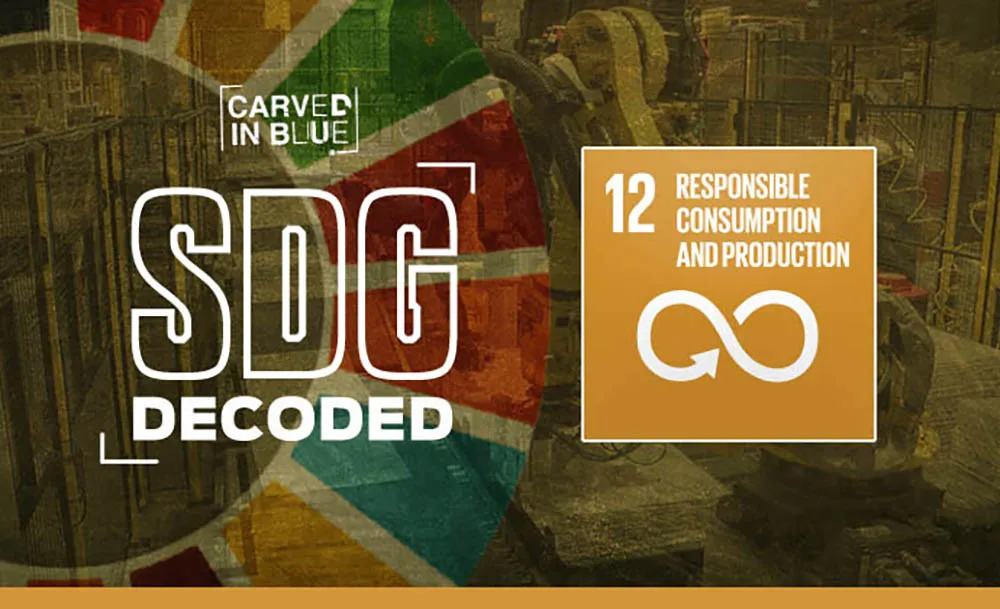 CARVED
IN BLUE
SDG
DECODED
12 RESPONSIBLE
CONSUMPTION
AND PRODUCTION